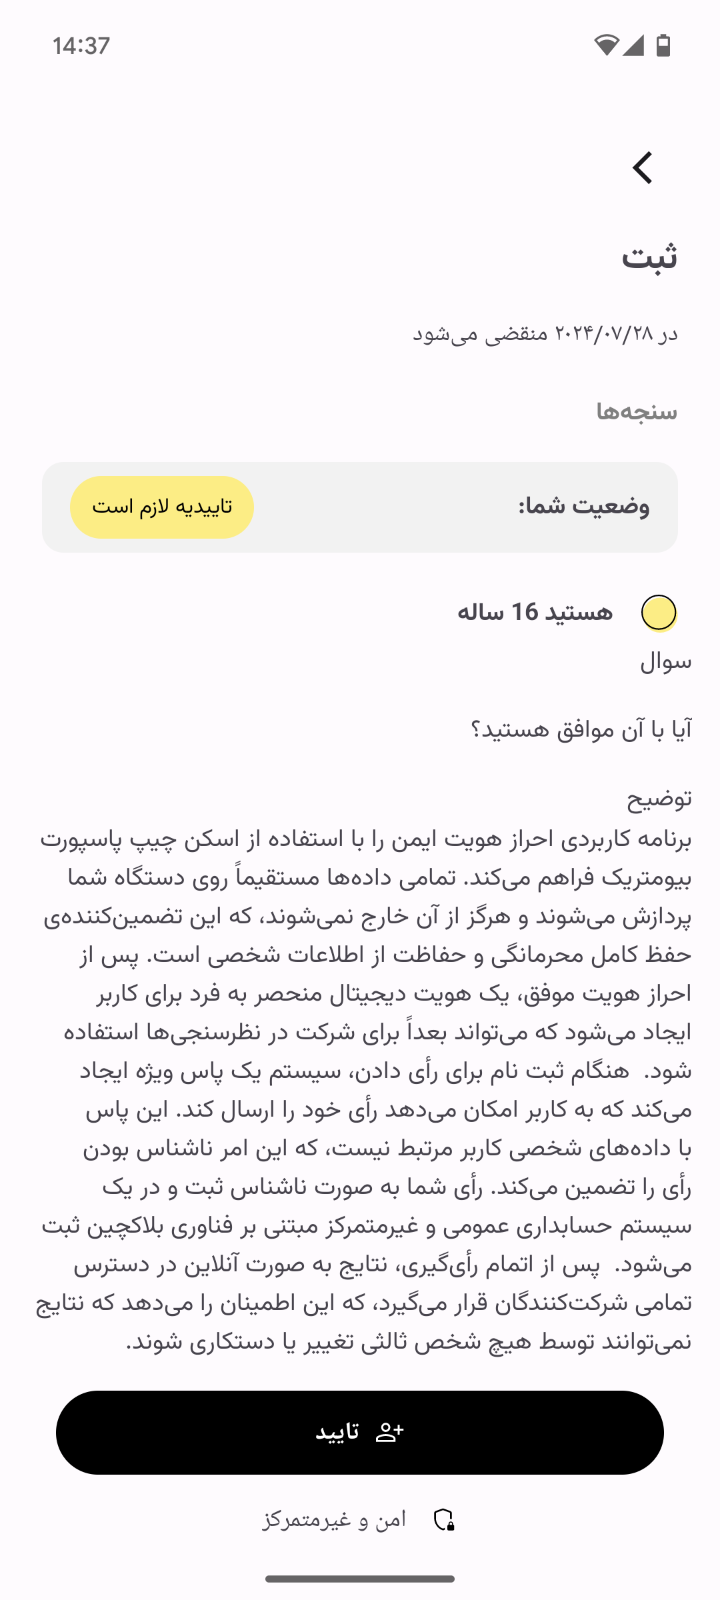 14:37
ثبت
در ۲۰۲۴/۰۷/۲۸ منقضی می‌شود
سنجه‌ها
وضعیت شما:
تاییدیه لازم است
هستید 16 ساله
سوال
آیا با آن موافق هستید؟
توضیح
برنامه کاربردی احراز هویت ایمن را با استفاده از اسکن چیپ پاسپورت
بیومتریک فراهم می‌کند. تمامی داده‌ها مستقیماً روی دستگاه شما
پردازش می‌شوند و هرگز از آن خارج نمی‌شوند، که این تضمین‌کننده‌ی
حفظ کامل محرمانگی و حفاظت از اطلاعات شخصی است. پس از
احراز هویت موفق، یک هویت دیجیتال منحصر به فرد برای کاربر
ایجاد می‌شود که می‌تواند بعداً برای شرکت در نظرسنجی‌ها استفاده
شود.  هنگام ثبت نام برای رأی دادن، سیستم یک پاس ویژه ایجاد
می‌کند که به کاربر امکان می‌دهد رأی خود را ارسال کند. این پاس
با داده‌های شخصی کاربر مرتبط نیست، که این امر ناشناس بودن
رأی را تضمین می‌کند. رأی شما به صورت ناشناس ثبت و در یک
سیستم حسابداری عمومی و غیرمتمرکز مبتنی بر فناوری بلاکچین ثبت
می‌شود.  پس از اتمام رأی‌گیری، نتایج به صورت آنلاین در دسترس
تمامی شرکت‌کنندگان قرار می‌گیرد، که این اطمینان را می‌دهد که نتایج
نمی‌توانند توسط هیچ شخص ثالثی تغییر یا دستکاری شوند.
تایید
امن و غیرمتمرکز